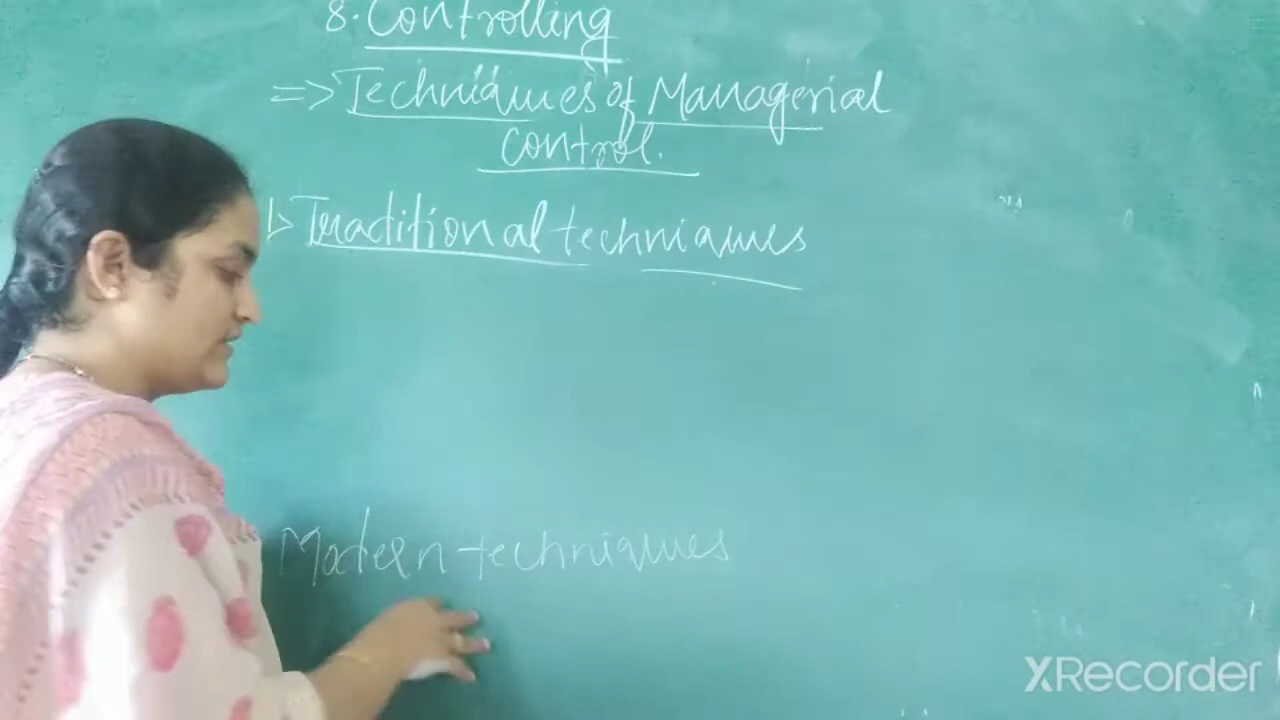 8. Controlling
=> Techniques of Managerial
control.
1> Traditional techniques
Modern techniques
XRecorder